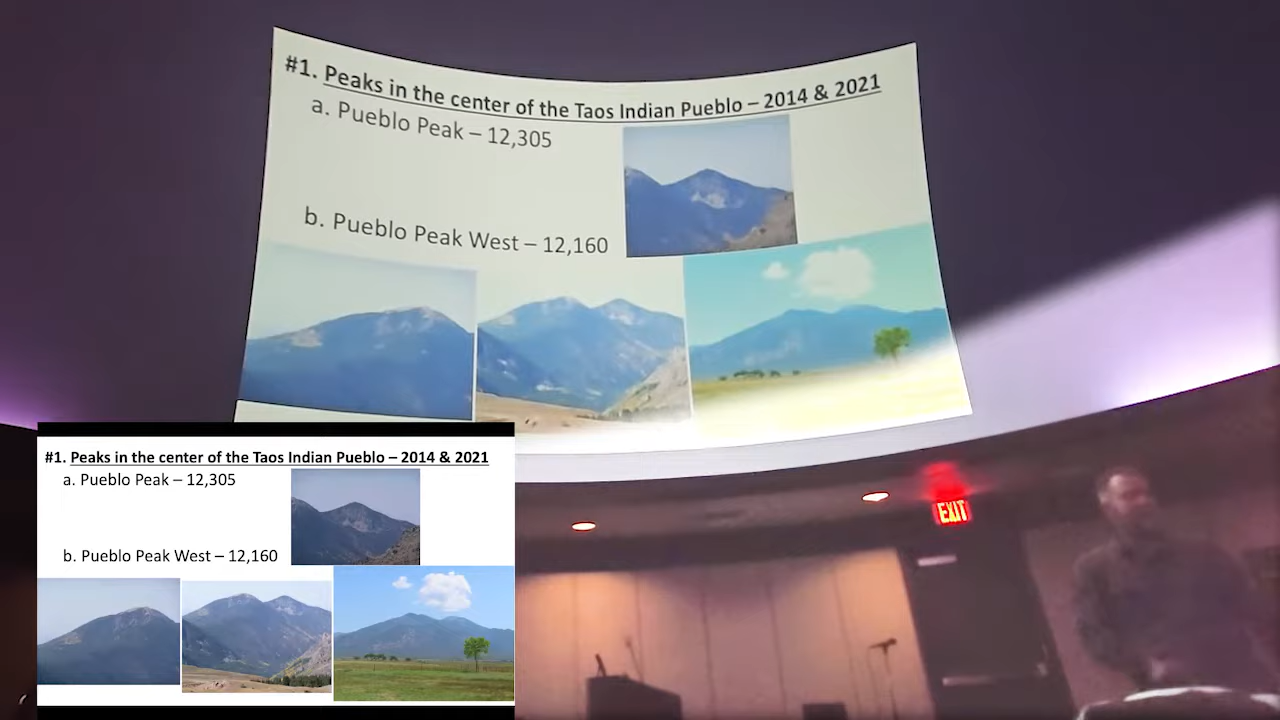 #1. Peaks in the center of the Taos Indian Pueblo – 2014 & 2021
a. Pueblo Peak – 12,305
b. Pueblo Peak West – 12,160
#1. Peaks in the center of the Taos Indian Pueblo – 2014 & 2021
a. Pueblo Peak – 12,305
b. Pueblo Peak West – 12,160
EXIT